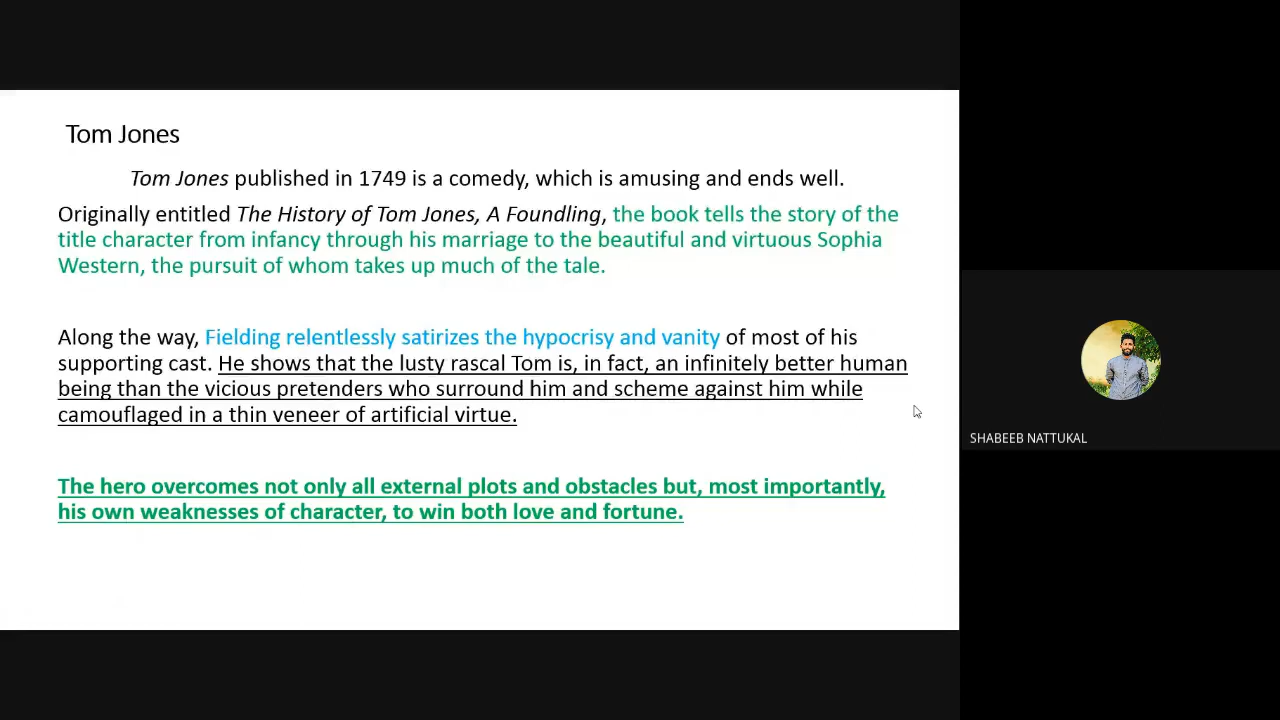 Tom Jones
Tom Jones published in 1749 is a comedy, which is amusing and ends well.
Originally entitled The History of Tom Jones, A Foundling, the book tells the story of the
title character from infancy through his marriage to the beautiful and virtuous Sophia
Western, the pursuit of whom takes up much of the tale.
Along the way, Fielding relentlessly satirizes the hypocrisy and vanity of most of his
supporting cast. He shows that the lusty rascal Tom is, in fact, an infinitely better human
being than the vicious pretenders who surround him and scheme against him while
camouflaged in a thin veneer of artificial virtue.
The hero overcomes not only all external plots and obstacles but, most importantly,
his own weaknesses of character, to win both love and fortune.
SHABEEB NATTUKAL